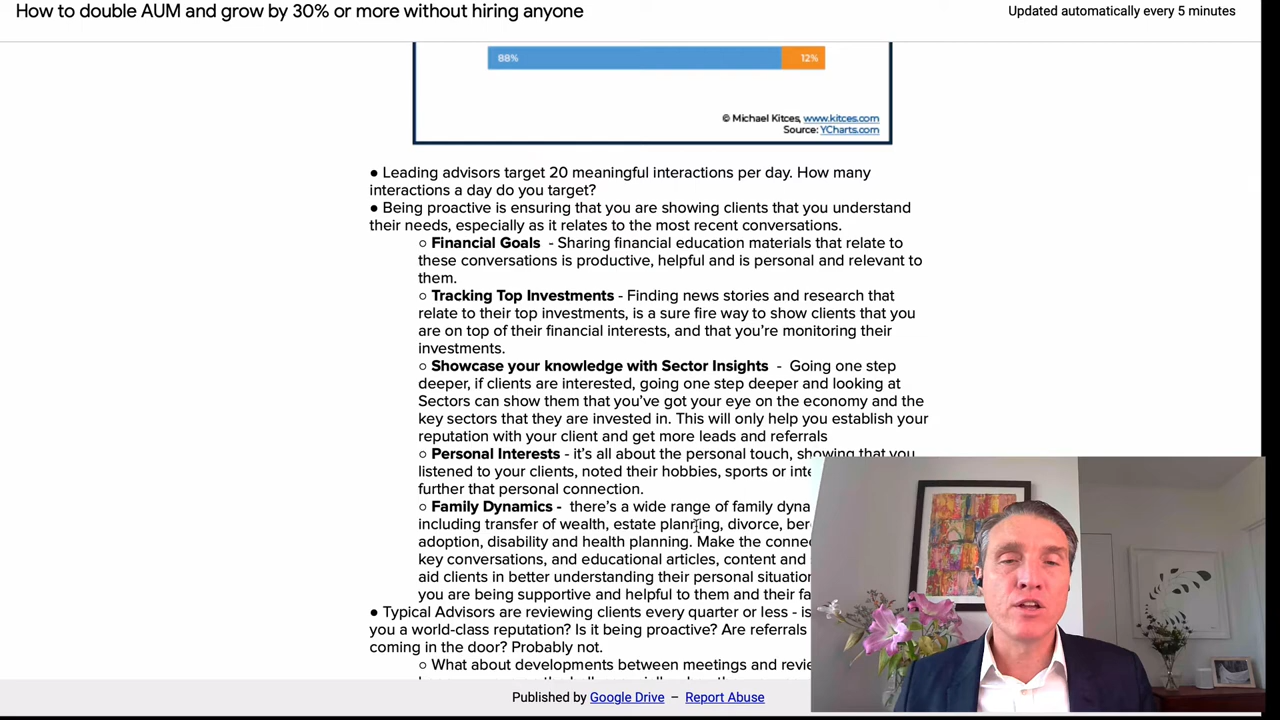 How to double AUM and grow by 30% or more without hiring anyone
Updated automatically every 5 minutes
88%
12%
© Michael Kitces, www.kitces.com
Source: YCharts.com
● Leading advisors target 20 meaningful interactions per day. How many
interactions a day do you target?
● Being proactive is ensuring that you are showing clients that you understand
their needs, especially as it relates to the most recent conversations.
○ Financial Goals - Sharing financial education materials that relate to
these conversations is productive, helpful and is personal and relevant to
them.
○ Tracking Top Investments - Finding news stories and research that
relate to their top investments, is a sure fire way to show clients that you
are on top of their financial interests, and that you're monitoring their
investments.
○ Showcase your knowledge with Sector Insights - Going one step
deeper, if clients are interested, going one step deeper and looking at
Sectors can show them that you've got your eye on the economy and the
key sectors that they are invested in. This will only help you establish your
reputation with your client and get more leads and referrals
○ Personal Interests - it's all about the personal touch, showing that you
listened to your clients, noted their hobbies, sports or
further that personal connection.
○ Family Dynamics - there's a wide range of family
including transfer of wealth, estate planning, divorce,
adoption, disability and health planning. Make the
key conversations, and educational articles, content and
aid clients in better understanding their personal
you are being supportive and helpful to them and their
● Typical Advisors are reviewing clients every quarter or less -
you a world-class reputation? Is it being proactive? Are referrals
coming in the door? Probably not.
○ What about developments between meetings and
Published by Google Drive – Report Abuse